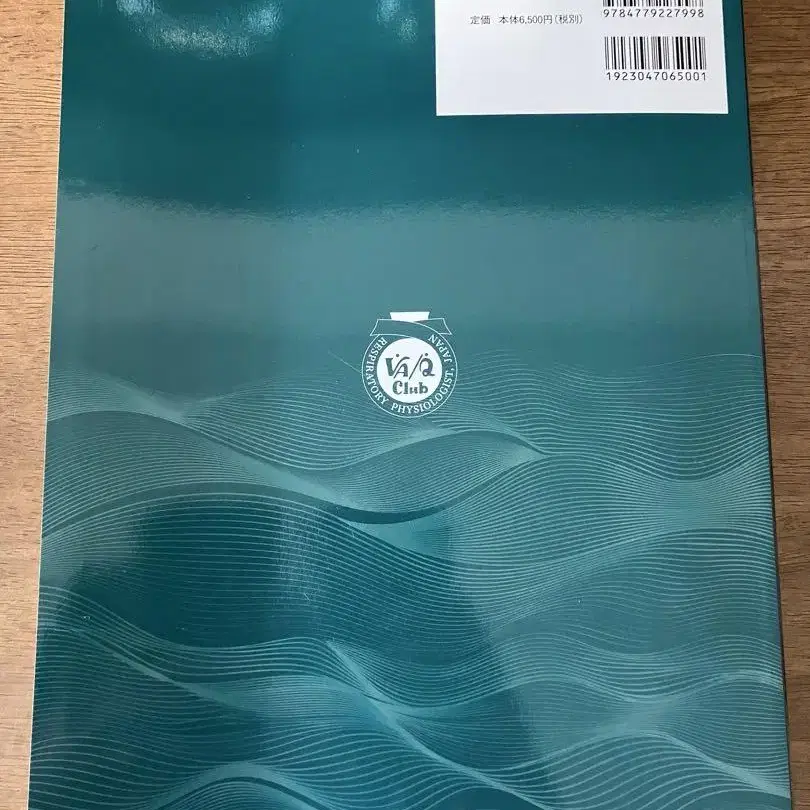 9784779227998
定価 本体6,500円(税別)
1923047065001
V̇A/Q̇
Club
RESPIRATORY PHYSIOLOGIST, JAPAN